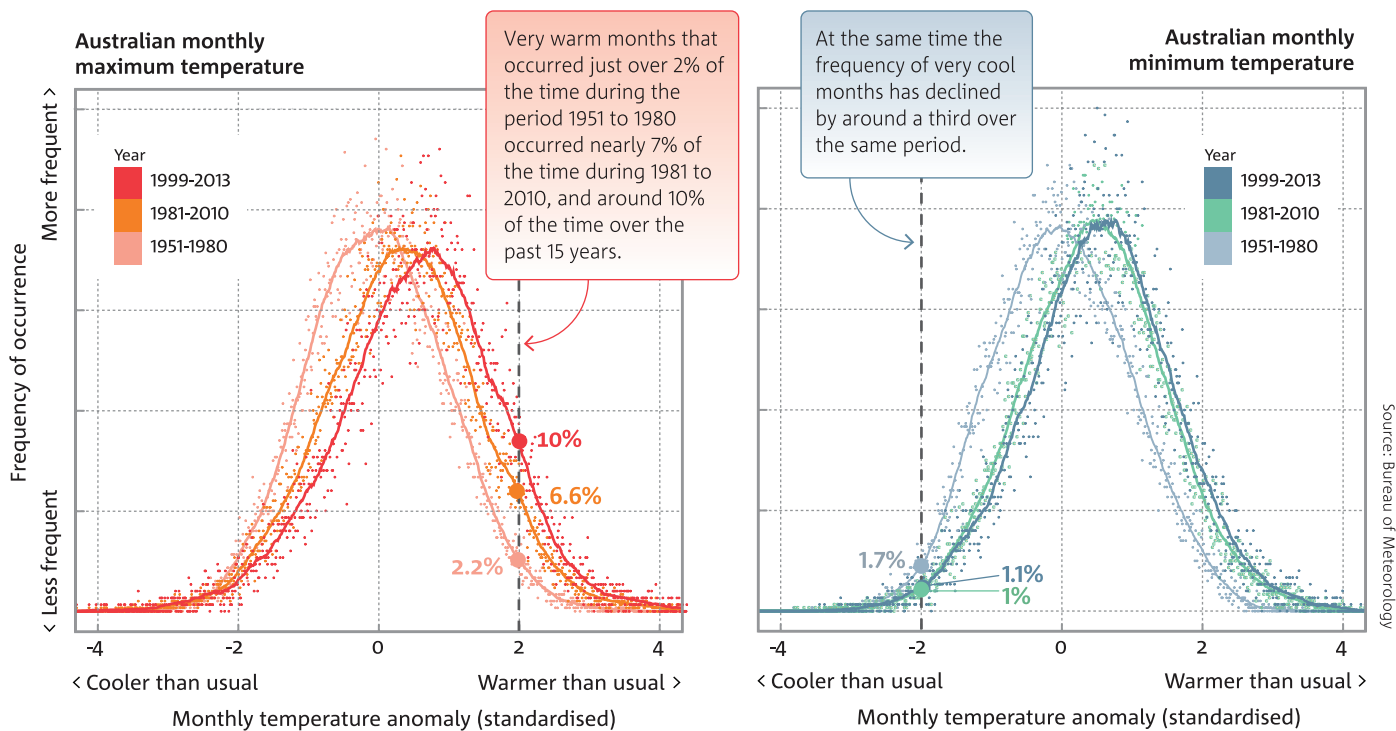 Australian monthly
maximum temperature
Very warm months that
occurred just over 2% of
the time during the
period 1951 to 1980
occurred nearly 7% of
the time during 1981 to
2010, and around 10%
of the time over the
past 15 years.
Year
1999-2013
1981-2010
1951-1980
Frequency of occurrence
< Less frequent
More frequent >
10%
6.6%
2.2%
-4
-2
0
2
4
< Cooler than usual
Warmer than usual >
Monthly temperature anomaly (standardised)
At the same time the
frequency of very cool
months has declined
by around a third over
the same period.
Australian monthly
minimum temperature
Year
1999-2013
1981-2010
1951-1980
1.7%
1.1%
1%
-4
-2
0
2
4
< Cooler than usual
Warmer than usual >
Monthly temperature anomaly (standardised)
Source: Bureau of Meteorology